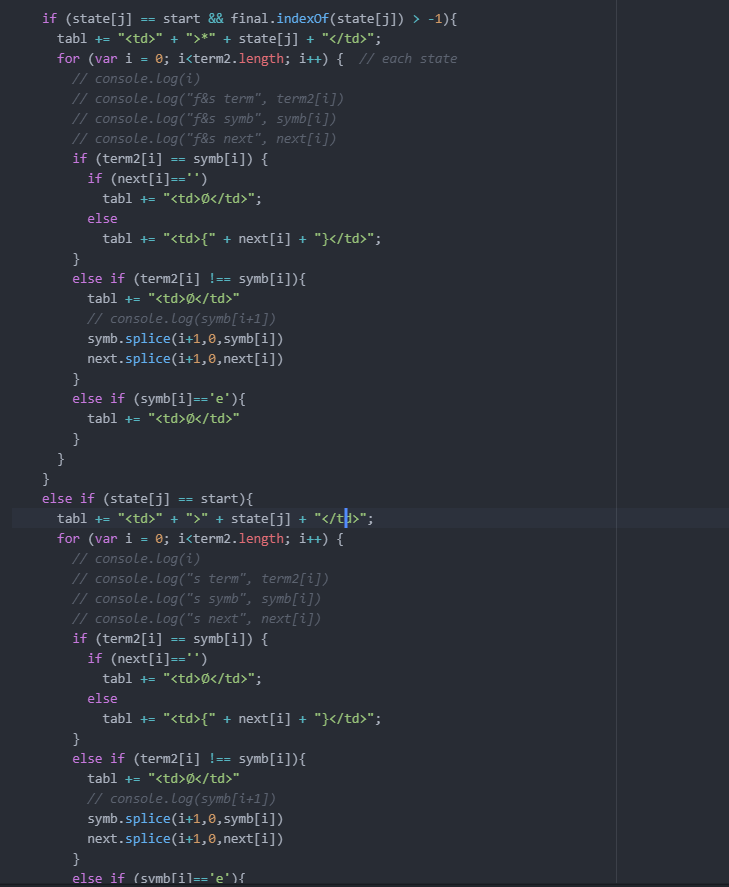 if (state[j] == start && final.indexOf(state[j]) > -1){
tabl += "<td>" + ">*" + state[j] + "</td>";
for (var i = 0; i<term2.length; i++) {  // each state
// console.log(i)
// console.log("f&s term", term2[i])
// console.log("f&s symb", symb[i])
// console.log("f&s next", next[i])
if (term2[i] == symb[i]) {
if (next[i]=='')
tabl += "<td>Ø</td>";
else
tabl += "<td>{" + next[i] + "}</td>";
}
else if (term2[i] !== symb[i]){
tabl += "<td>Ø</td>"
// console.log(symb[i+1])
symb.splice(i+1,0,symb[i])
next.splice(i+1,0,next[i])
}
else if (symb[i]=='e'){
tabl += "<td>Ø</td>"
}
}
}
else if (state[j] == start){
tabl += "<td>" + ">" + state[j] + "</td>";
for (var i = 0; i<term2.length; i++) {
// console.log(i)
// console.log("s term", term2[i])
// console.log("s symb", symb[i])
// console.log("s next", next[i])
if (term2[i] == symb[i]) {
if (next[i]=='')
tabl += "<td>Ø</td>";
else
tabl += "<td>{" + next[i] + "}</td>";
}
else if (term2[i] !== symb[i]){
tabl += "<td>Ø</td>"
// console.log(symb[i+1])
symb.splice(i+1,0,symb[i])
next.splice(i+1,0,next[i])
}
else if (symb[i]=='e'){